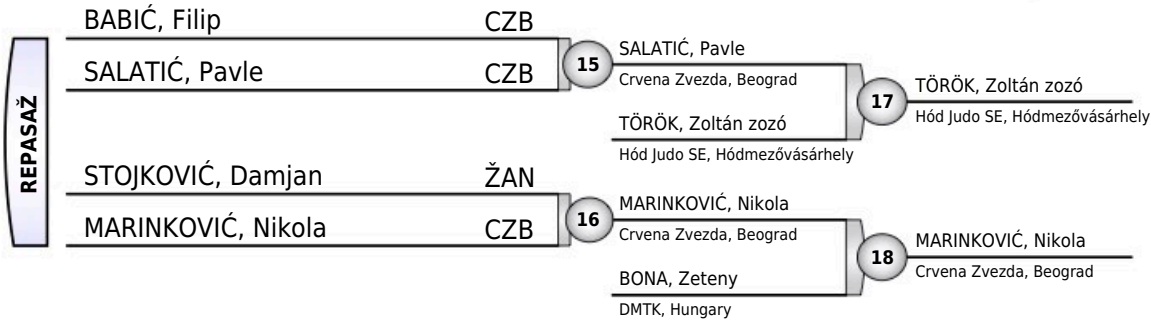 BABIĆ, Filip CZB
SALATIĆ, Pavle CZB
15
SALATIĆ, Pavle
Crvena Zvezda, Beograd
TÖRÖK, Zoltán zozó
Hód Judo SE, Hódmezővásárhely
17
TÖRÖK, Zoltán zozó
Hód Judo SE, Hódmezővásárhely
REPASAŽ
STOJKOVIĆ, Damjan ŽAN
MARINKOVIĆ, Nikola CZB
16
MARINKOVIĆ, Nikola
Crvena Zvezda, Beograd
BONA, Zeteny
DMTK, Hungary
18
MARINKOVIĆ, Nikola
Crvena Zvezda, Beograd